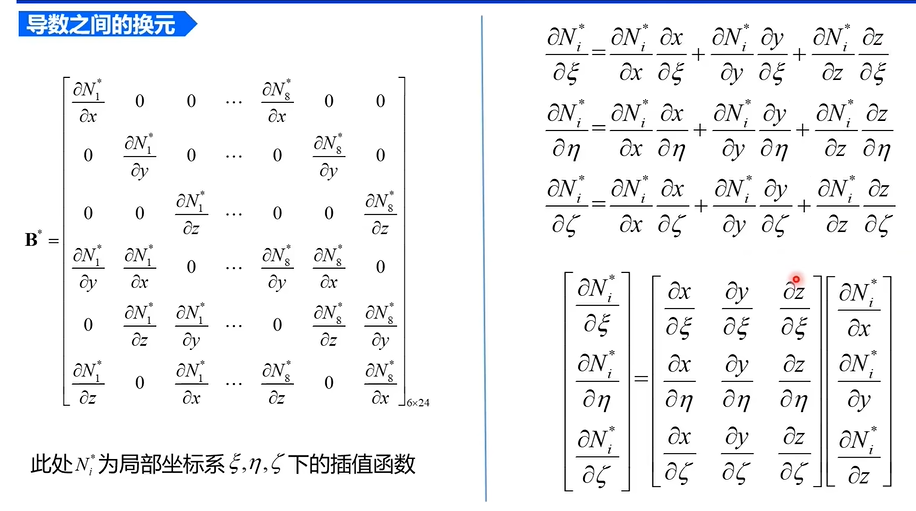 导数之间的换元
$$\mathbf{B}^* = \begin{bmatrix} \frac{\partial N_1^*}{\partial x} & 0 & 0 & \cdots & \frac{\partial N_8^*}{\partial x} & 0 & 0 \\ 0 & \frac{\partial N_1^*}{\partial y} & 0 & \cdots & 0 & \frac{\partial N_8^*}{\partial y} & 0 \\ 0 & 0 & \frac{\partial N_1^*}{\partial z} & \cdots & 0 & 0 & \frac{\partial N_8^*}{\partial z} \\ \frac{\partial N_1^*}{\partial y} & \frac{\partial N_1^*}{\partial x} & 0 & \cdots & \frac{\partial N_8^*}{\partial y} & \frac{\partial N_8^*}{\partial x} & 0 \\ 0 & \frac{\partial N_1^*}{\partial z} & \frac{\partial N_1^*}{\partial y} & \cdots & 0 & \frac{\partial N_8^*}{\partial z} & \frac{\partial N_8^*}{\partial y} \\ \frac{\partial N_1^*}{\partial z} & 0 & \frac{\partial N_1^*}{\partial x} & \cdots & \frac{\partial N_8^*}{\partial z} & 0 & \frac{\partial N_8^*}{\partial x} \end{bmatrix}_{6 \times 24}$$
此处 $N_i^*$ 为局部坐标系 $\xi, \eta, \zeta$ 下的插值函数
$$\frac{\partial N_i^*}{\partial \xi} = \frac{\partial N_i^*}{\partial x} \frac{\partial x}{\partial \xi} + \frac{\partial N_i^*}{\partial y} \frac{\partial y}{\partial \xi} + \frac{\partial N_i^*}{\partial z} \frac{\partial z}{\partial \xi}$$
$$\frac{\partial N_i^*}{\partial \eta} = \frac{\partial N_i^*}{\partial x} \frac{\partial x}{\partial \eta} + \frac{\partial N_i^*}{\partial y} \frac{\partial y}{\partial \eta} + \frac{\partial N_i^*}{\partial z} \frac{\partial z}{\partial \eta}$$
$$\frac{\partial N_i^*}{\partial \zeta} = \frac{\partial N_i^*}{\partial x} \frac{\partial x}{\partial \zeta} + \frac{\partial N_i^*}{\partial y} \frac{\partial y}{\partial \zeta} + \frac{\partial N_i^*}{\partial z} \frac{\partial z}{\partial \zeta}$$
$$\begin{bmatrix} \frac{\partial N_i^*}{\partial \xi} \\ \frac{\partial N_i^*}{\partial \eta} \\ \frac{\partial N_i^*}{\partial \zeta} \end{bmatrix} = \begin{bmatrix} \frac{\partial x}{\partial \xi} & \frac{\partial y}{\partial \xi} & \frac{\partial z}{\partial \xi} \\ \frac{\partial x}{\partial \eta} & \frac{\partial y}{\partial \eta} & \frac{\partial z}{\partial \eta} \\ \frac{\partial x}{\partial \zeta} & \frac{\partial y}{\partial \zeta} & \frac{\partial z}{\partial \zeta} \end{bmatrix} \begin{bmatrix} \frac{\partial N_i^*}{\partial x} \\ \frac{\partial N_i^*}{\partial y} \\ \frac{\partial N_i^*}{\partial z} \end{bmatrix}$$